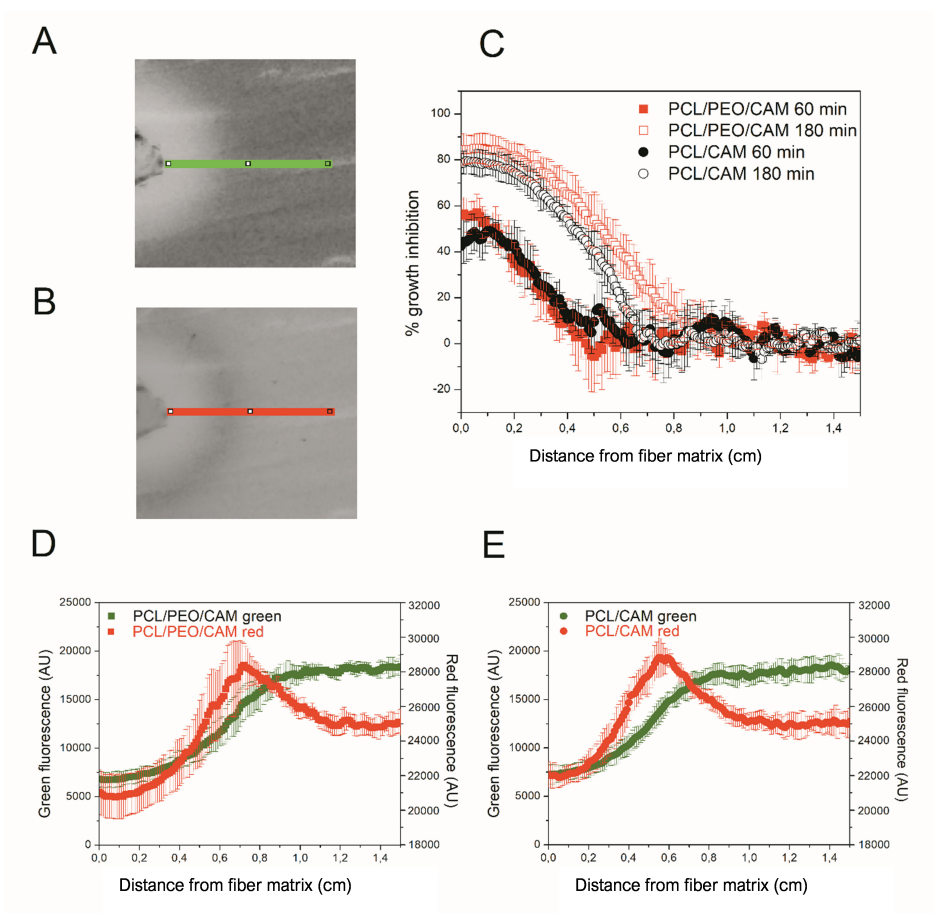 A
B
C
% growth inhibition
100
80
60
40
20
0
-20
PCL/PEO/CAM 60 min
PCL/PEO/CAM 180 min
PCL/CAM 60 min
PCL/CAM 180 min
0,0 0,2 0,4 0,6 0,8 1,0 1,2 1,4
Distance from fiber matrix (cm)
D
Green fluorescence (AU)
25000
20000
15000
10000
5000
0
PCL/PEO/CAM green
PCL/PEO/CAM red
32000
30000
28000
26000
24000
22000
20000
18000
Red fluorescence (AU)
0,0 0,2 0,4 0,6 0,8 1,0 1,2 1,4
Distance from fiber matrix (cm)
E
Green fluorescence (AU)
25000
20000
15000
10000
5000
0
PCL/CAM green
PCL/CAM red
32000
30000
28000
26000
24000
22000
20000
18000
Red fluorescence (AU)
0,0 0,2 0,4 0,6 0,8 1,0 1,2 1,4
Distance from fiber matrix (cm)